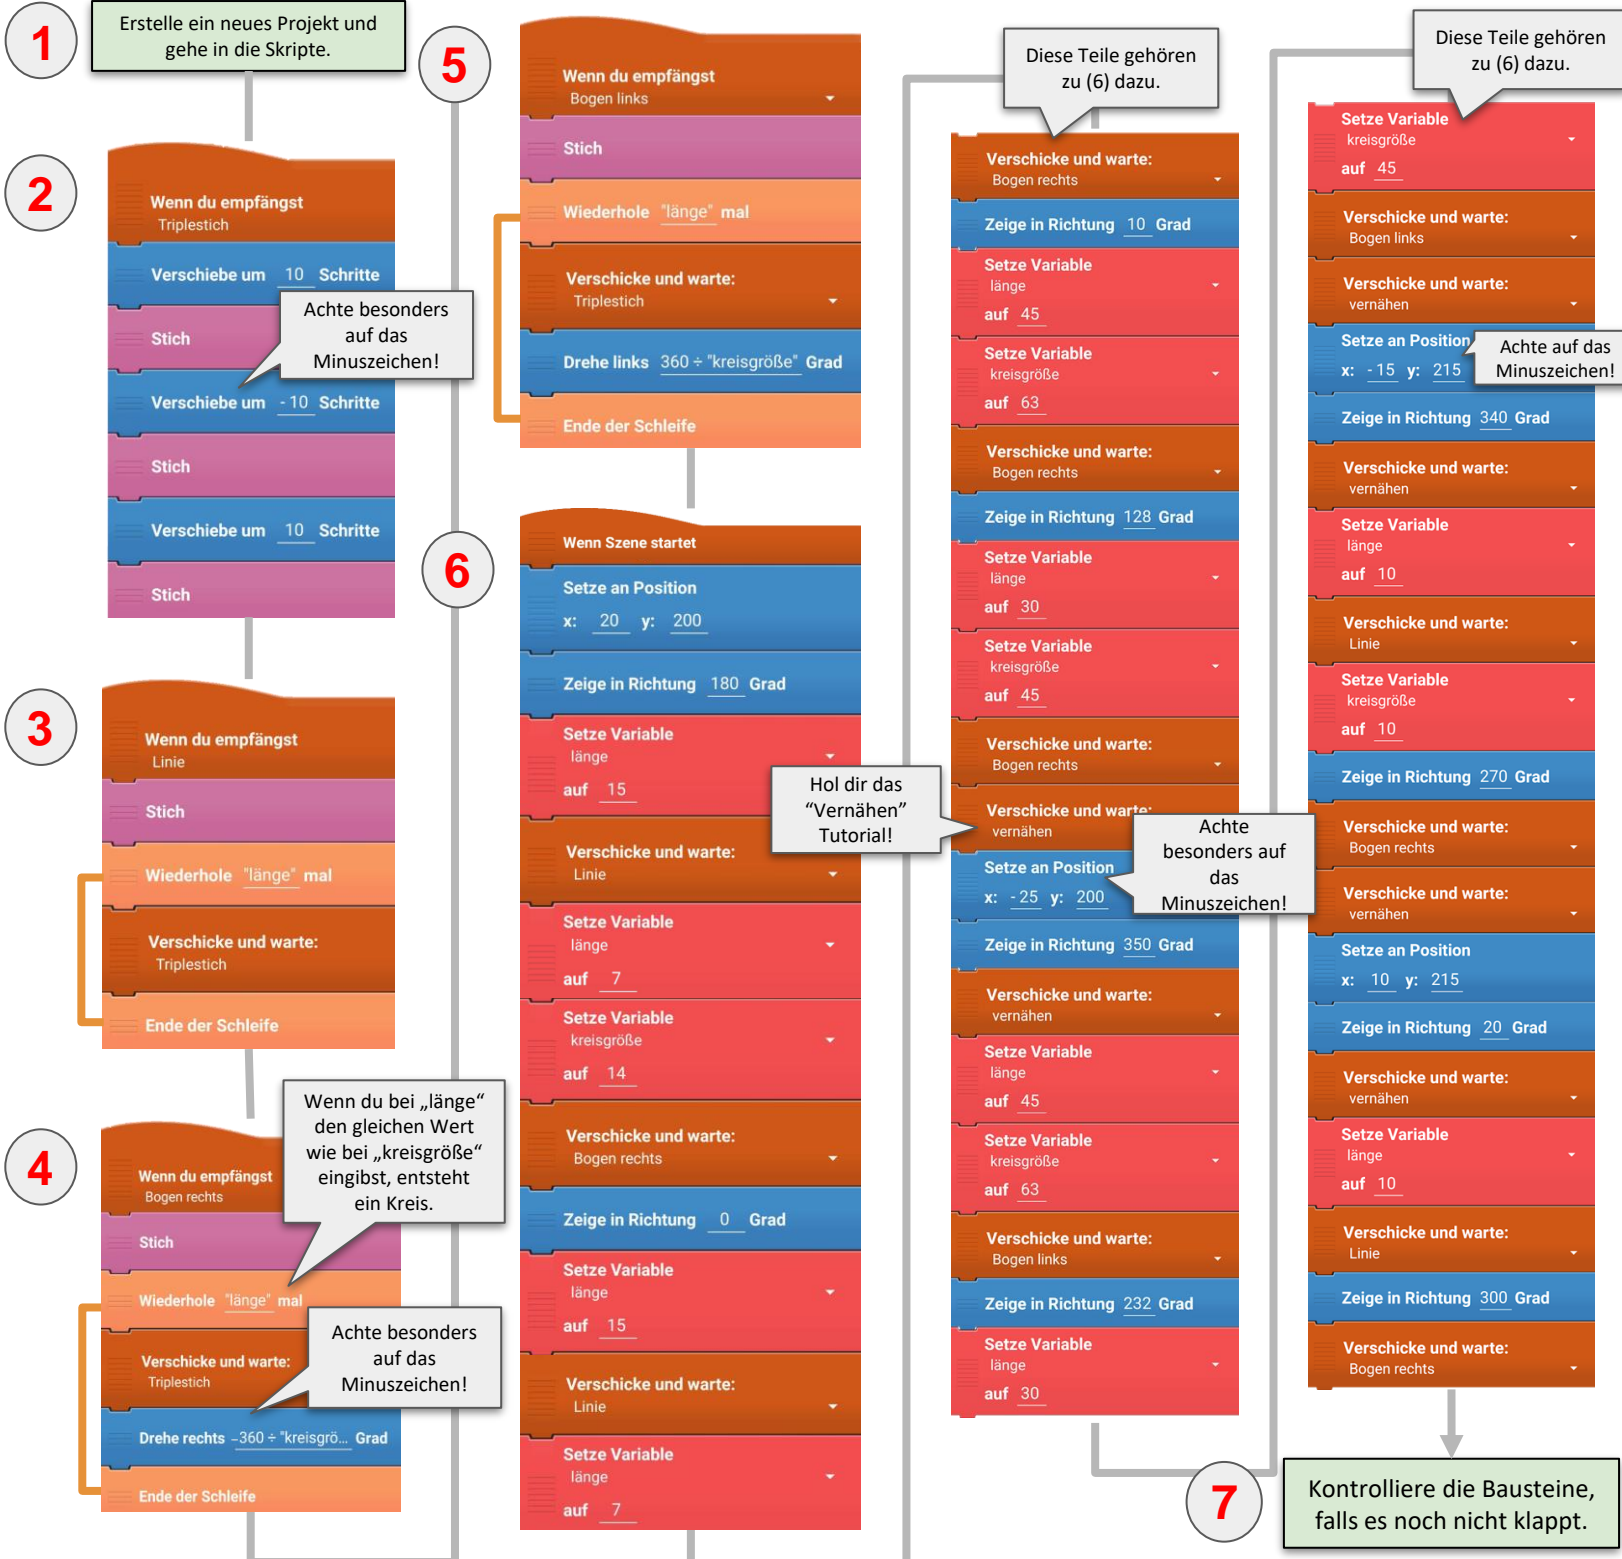 1
Erstelle ein neues Projekt und
gehe in die Skripte.
2
Wenn du empfängst
Triplestich
Verschiebe um 10 Schritte
Achte besonders
auf das
Minuszeichen!
Stich
Verschiebe um -10 Schritte
Stich
Verschiebe um 10 Schritte
Stich
3
Wenn du empfängst
Linie
Stich
Wiederhole "länge" mal
Verschicke und warte:
Triplestich
Ende der Schleife
4
Wenn du bei „länge“
den gleichen Wert
wie bei „kreisgröße“
eingibst, entsteht
ein Kreis.
Wenn du empfängst
Bogen rechts
Stich
Wiederhole "länge" mal
Achte besonders
auf das
Minuszeichen!
Verschicke und warte:
Triplestich
Drehe rechts -360 ÷ "kreisgrö... Grad
Ende der Schleife
5
Wenn du empfängst
Bogen links
Stich
Wiederhole "länge" mal
Verschicke und warte:
Triplestich
Drehe links 360 ÷ "kreisgröße" Grad
Ende der Schleife
6
Wenn Szene startet
Setze an Position
x: 20 y: 200
Zeige in Richtung 180 Grad
Setze Variable
länge
auf 15
Verschicke und warte:
Linie
Setze Variable
länge
auf 7
Setze Variable
kreisgröße
auf 14
Verschicke und warte:
Bogen rechts
Zeige in Richtung 0 Grad
Setze Variable
länge
auf 15
Verschicke und warte:
Linie
Setze Variable
länge
auf 7
Diese Teile gehören
zu (6) dazu.
Verschicke und warte:
Bogen rechts
Zeige in Richtung 10 Grad
Setze Variable
länge
auf 45
Setze Variable
kreisgröße
auf 63
Verschicke und warte:
Bogen rechts
Zeige in Richtung 128 Grad
Setze Variable
länge
auf 30
Setze Variable
kreisgröße
auf 45
Verschicke und warte:
Bogen rechts
Hol dir das
“Vernähen”
Tutorial!
Verschicke und warte:
vernähen
Achte
besonders auf
das
Minuszeichen!
Setze an Position
x: -25 y: 200
Zeige in Richtung 350 Grad
Verschicke und warte:
vernähen
Setze Variable
länge
auf 45
Setze Variable
kreisgröße
auf 63
Verschicke und warte:
Bogen links
Zeige in Richtung 232 Grad
Setze Variable
länge
auf 30
Diese Teile gehören
zu (6) dazu.
Setze Variable
kreisgröße
auf 45
Verschicke und warte:
Bogen links
Verschicke und warte:
vernähen
Setze an Position
x: -15 y: 215
Achte auf das
Minuszeichen!
Zeige in Richtung 340 Grad
Verschicke und warte:
vernähen
Setze Variable
länge
auf 10
Verschicke und warte:
Linie
Setze Variable
kreisgröße
auf 10
Zeige in Richtung 270 Grad
Verschicke und warte:
Bogen rechts
Verschicke und warte:
vernähen
Setze an Position
x: 10 y: 215
Zeige in Richtung 20 Grad
Verschicke und warte:
vernähen
Setze Variable
länge
auf 10
Verschicke und warte:
Linie
Zeige in Richtung 300 Grad
Verschicke und warte:
Bogen rechts
7
Kontrolliere die Bausteine,
falls es noch nicht klappt.